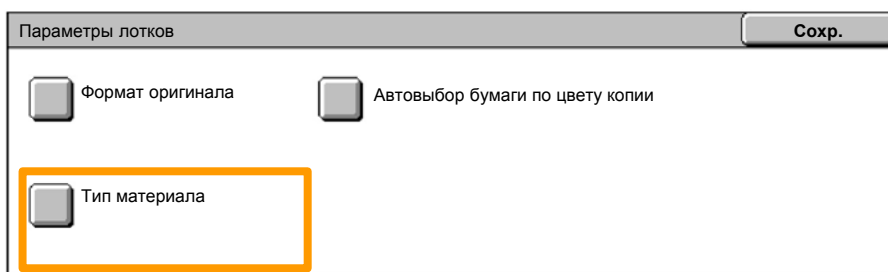 Параметры лотков
Сохр.
Формат оригинала
Автовыбор бумаги по цвету копии
Тип материала